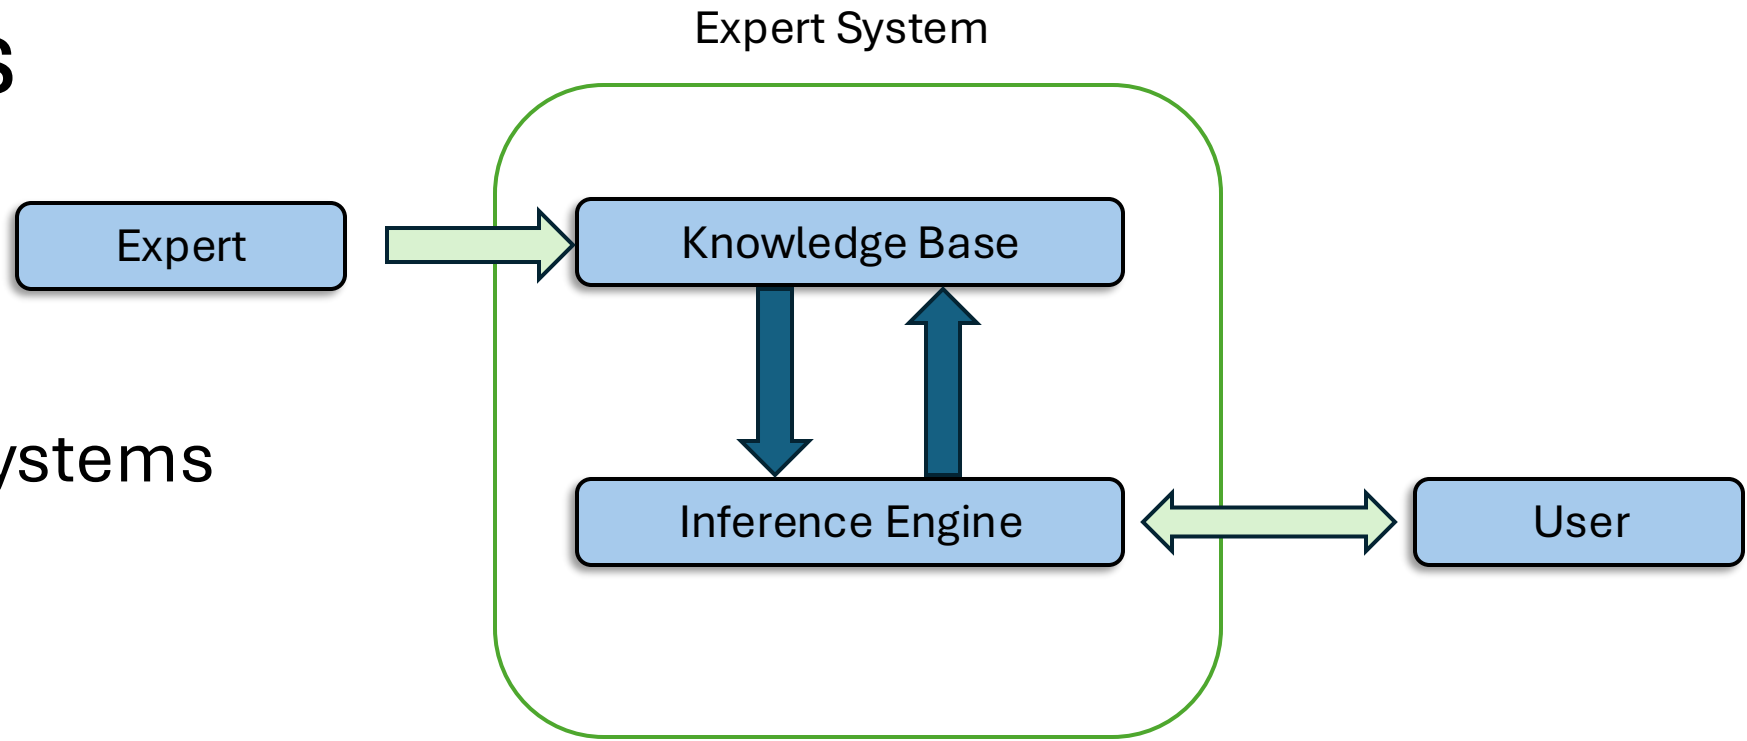 Expert System
s
Expert
Knowledge Base
ystems
Inference Engine
User